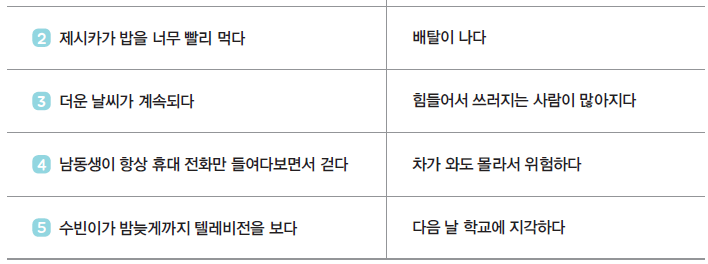 2 제시카가 밥을 너무 빨리 먹다
배탈이 나다
3 더운 날씨가 계속되다
힘들어서 쓰러지는 사람이 많아지다
4 남동생이 항상 휴대 전화만 들여다보면서 걷다
차가 와도 몰라서 위험하다
5 수빈이가 밤늦게까지 텔레비전을 보다
다음 날 학교에 지각하다